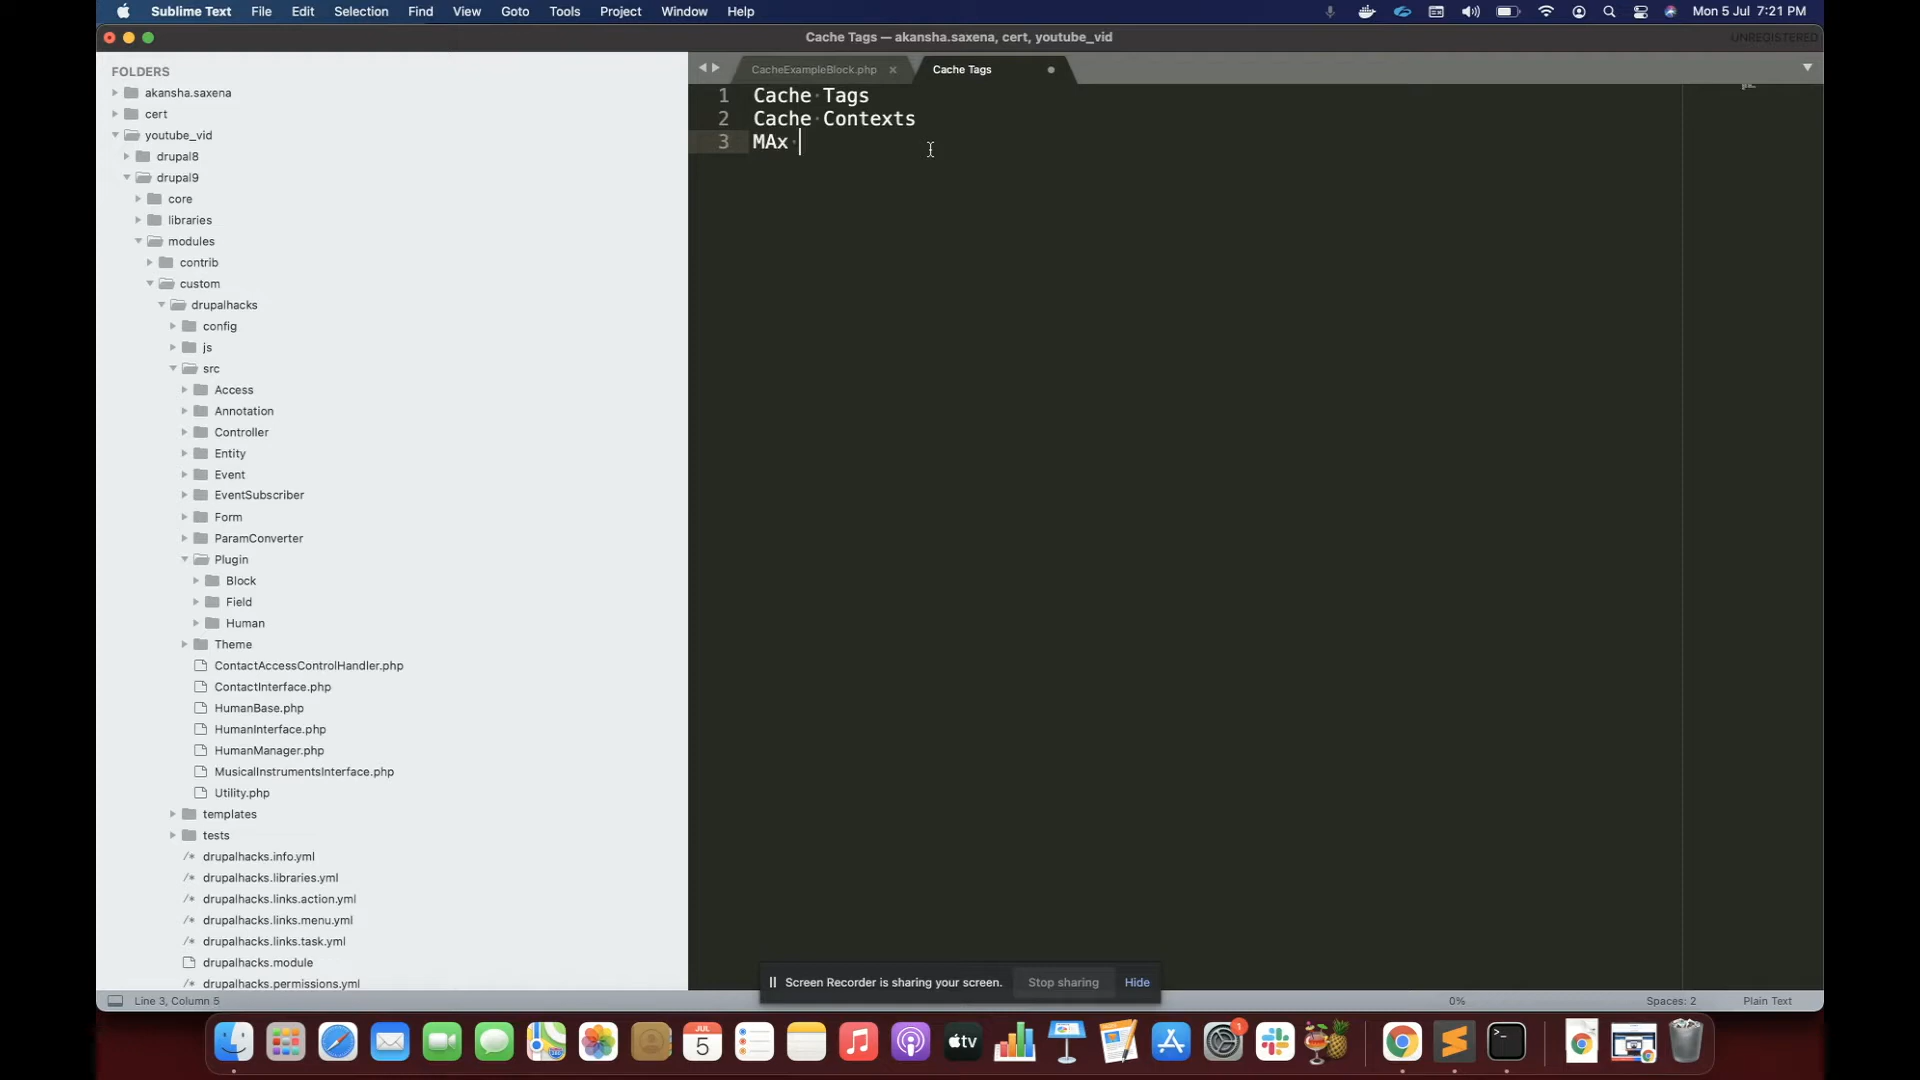 Sublime Text File Edit Selection Find View Goto Tools Project Window Help Mon 5 Jul 7:21 PM
Cache Tags — akansha.saxena, cert, youtube_vid UNREGISTERED
FOLDERS
akansha.saxena
cert
youtube_vid
drupal8
drupal9
core
libraries
modules
contrib
custom
drupalhacks
config
js
src
Access
Annotation
Controller
Entity
Event
EventSubscriber
Form
ParamConverter
Plugin
Block
Field
Human
Theme
ContactAccessControlHandler.php
ContactInterface.php
HumanBase.php
HumanInterface.php
HumanManager.php
MusicalInstrumentsInterface.php
Utility.php
templates
tests
/* drupalhacks.info.yml
/* drupalhacks.libraries.yml
/* drupalhacks.links.action.yml
/* drupalhacks.links.menu.yml
/* drupalhacks.links.task.yml
drupalhacks.module
/* drupalhacks.permissions.yml
CacheExampleBlock.php Cache Tags
1 Cache Tags
2 Cache Contexts
3 MAx
Screen Recorder is sharing your screen. Stop sharing Hide
Line 3, Column 5 0% Spaces: 2 Plain Text
JUL
5
tv
1